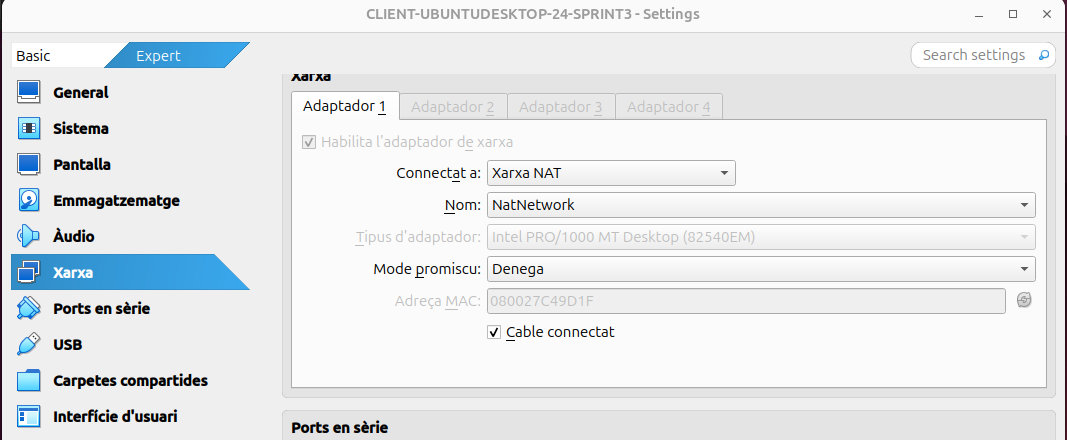 CLIENT-UBUNTUDESKTOP-24-SPRINT3 - Settings
Basic
Expert
Search settings
General
Sistema
Pantalla
Emmagatzematge
Àudio
Xarxa
Ports en sèrie
USB
Carpetes compartides
Interfície d'usuari
Xarxa
Adaptador 1
Adaptador 2
Adaptador 3
Adaptador 4
Habilita l'adaptador de xarxa
Connectat a: Xarxa NAT
Nom: NatNetwork
Tipus d'adaptador: Intel PRO/1000 MT Desktop (82540EM)
Mode promiscu: Denega
Adreça MAC: 080027C49D1F
Cable connectat
Ports en sèrie